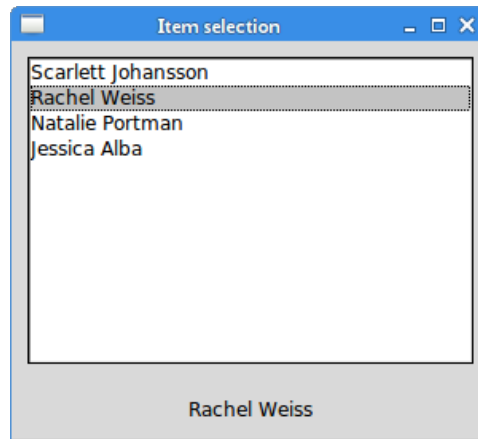 Item selection
Scarlett Johansson
Rachel Weiss
Natalie Portman
Jessica Alba
Rachel Weiss